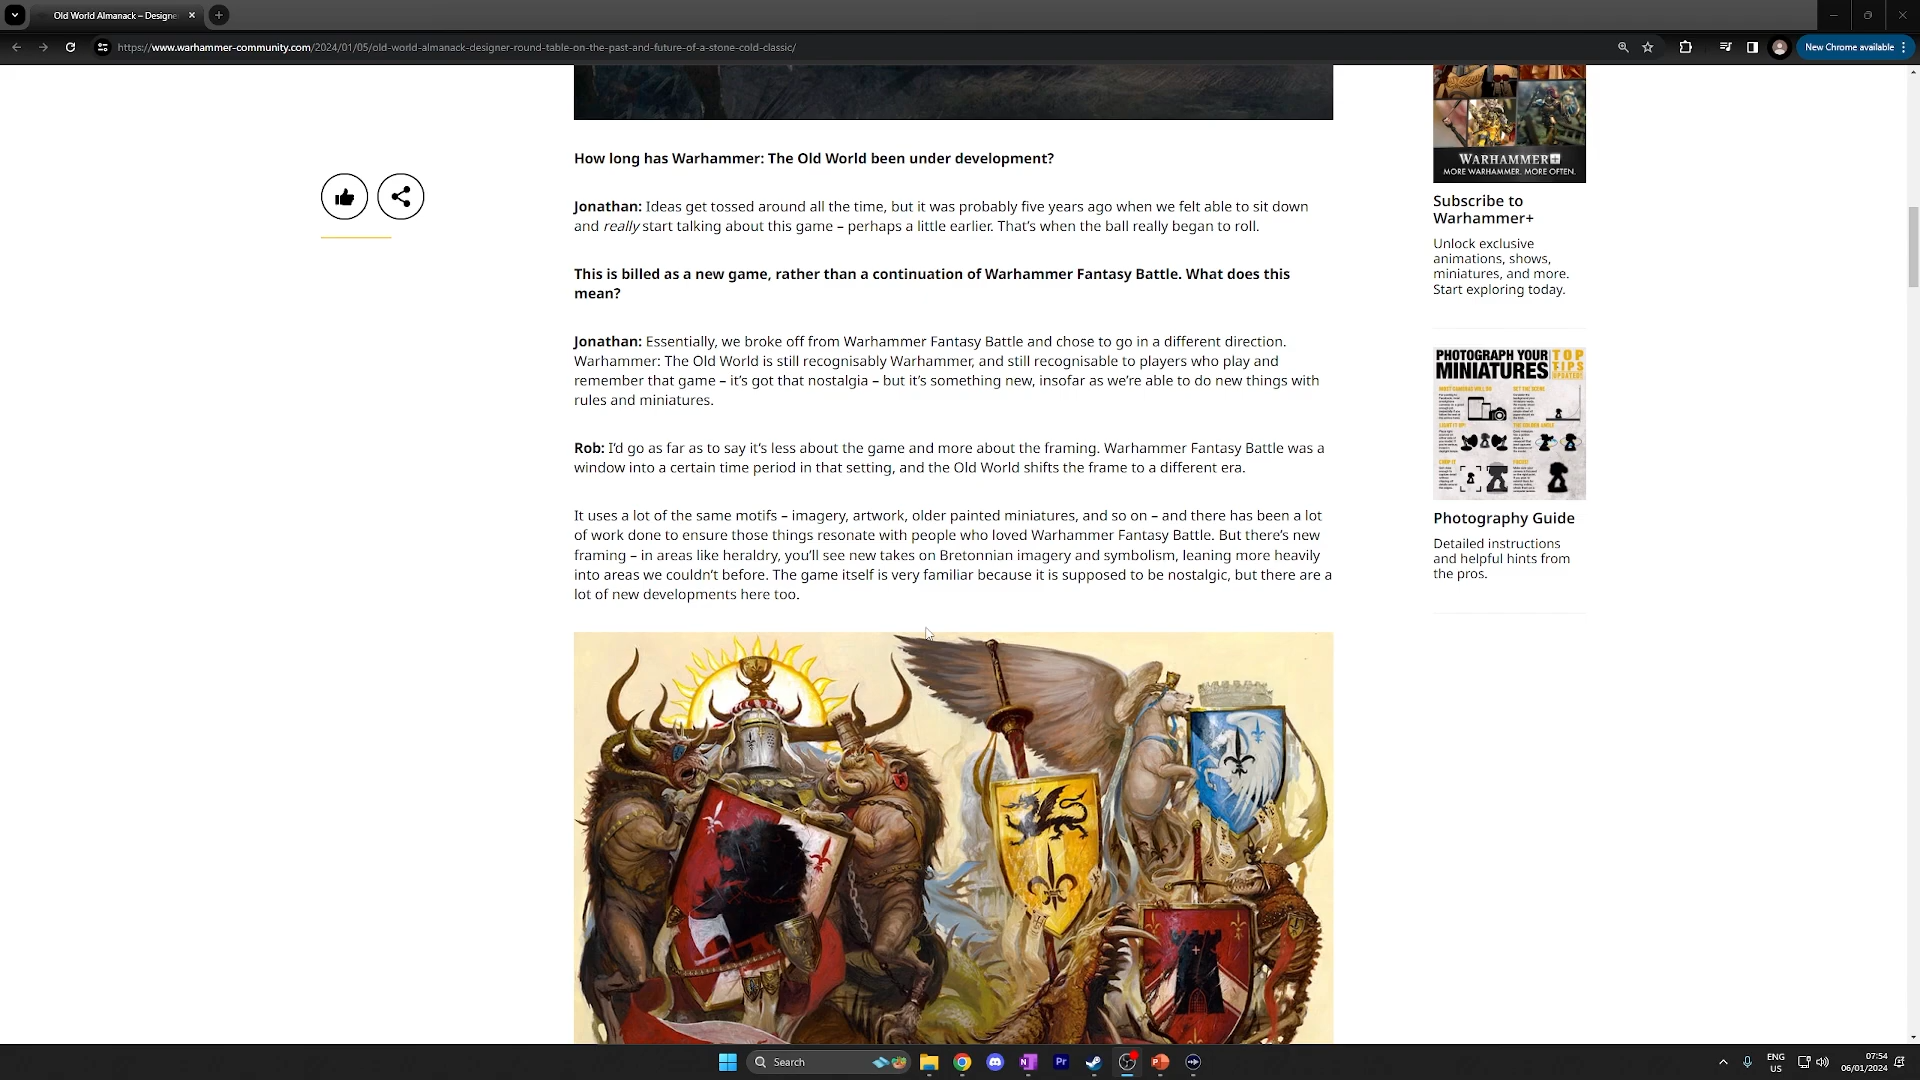 Old World Almanack – Designe
https://www.warhammer-community.com/2024/01/05/old-world-almanack-designer-round-table-on-the-past-and-future-of-a-stone-cold-classic/
New Chrome available
How long has Warhammer: The Old World been under development?
Jonathan: Ideas get tossed around all the time, but it was probably five years ago when we felt able to sit down
and really start talking about this game – perhaps a little earlier. That's when the ball really began to roll.
This is billed as a new game, rather than a continuation of Warhammer Fantasy Battle. What does this
mean?
Jonathan: Essentially, we broke off from Warhammer Fantasy Battle and chose to go in a different direction.
Warhammer: The Old World is still recognisably Warhammer, and still recognisable to players who play and
remember that game – it's got that nostalgia – but it's something new, insofar as we're able to do new things with
rules and miniatures.
Rob: I'd go as far as to say it's less about the game and more about the framing. Warhammer Fantasy Battle was a
window into a certain time period in that setting, and the Old World shifts the frame to a different era.
It uses a lot of the same motifs – imagery, artwork, older painted miniatures, and so on – and there has been a lot
of work done to ensure those things resonate with people who loved Warhammer Fantasy Battle. But there's new
framing – in areas like heraldry, you'll see new takes on Bretonnian imagery and symbolism, leaning more heavily
into areas we couldn't before. The game itself is very familiar because it is supposed to be nostalgic, but there are a
lot of new developments here too.
WARHAMMER+
MORE WARHAMMER. MORE OFTEN.
Subscribe to
Warhammer+
Unlock exclusive
animations, shows,
miniatures, and more.
Start exploring today.
PHOTOGRAPH YOUR
MINIATURES
TOP
TIPS
UPDATED!
Photography Guide
Detailed instructions
and helpful hints from
the pros.
Search
Pr
ENG
US
07:54
06/01/2024